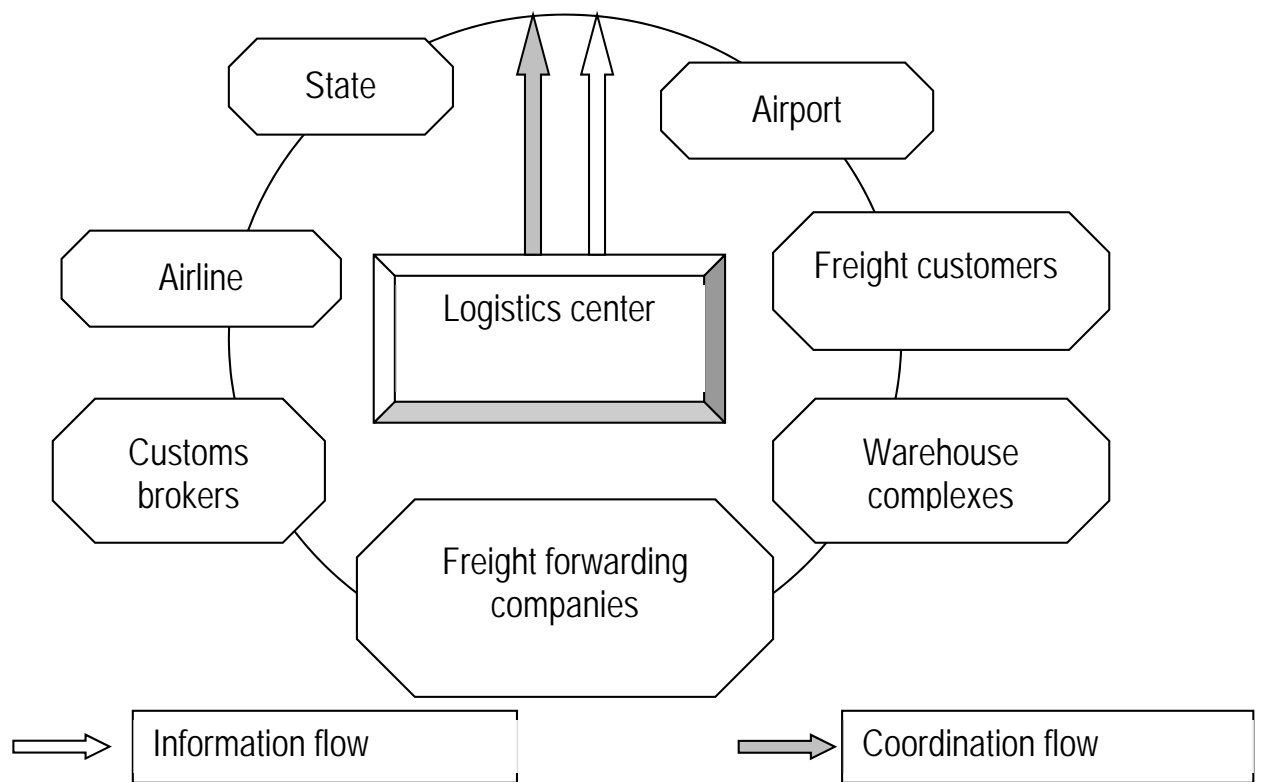 State
Airport
Airline
Freight customers
Logistics center
Customs
brokers
Warehouse
complexes
Freight forwarding
companies
Information flow
Coordination flow